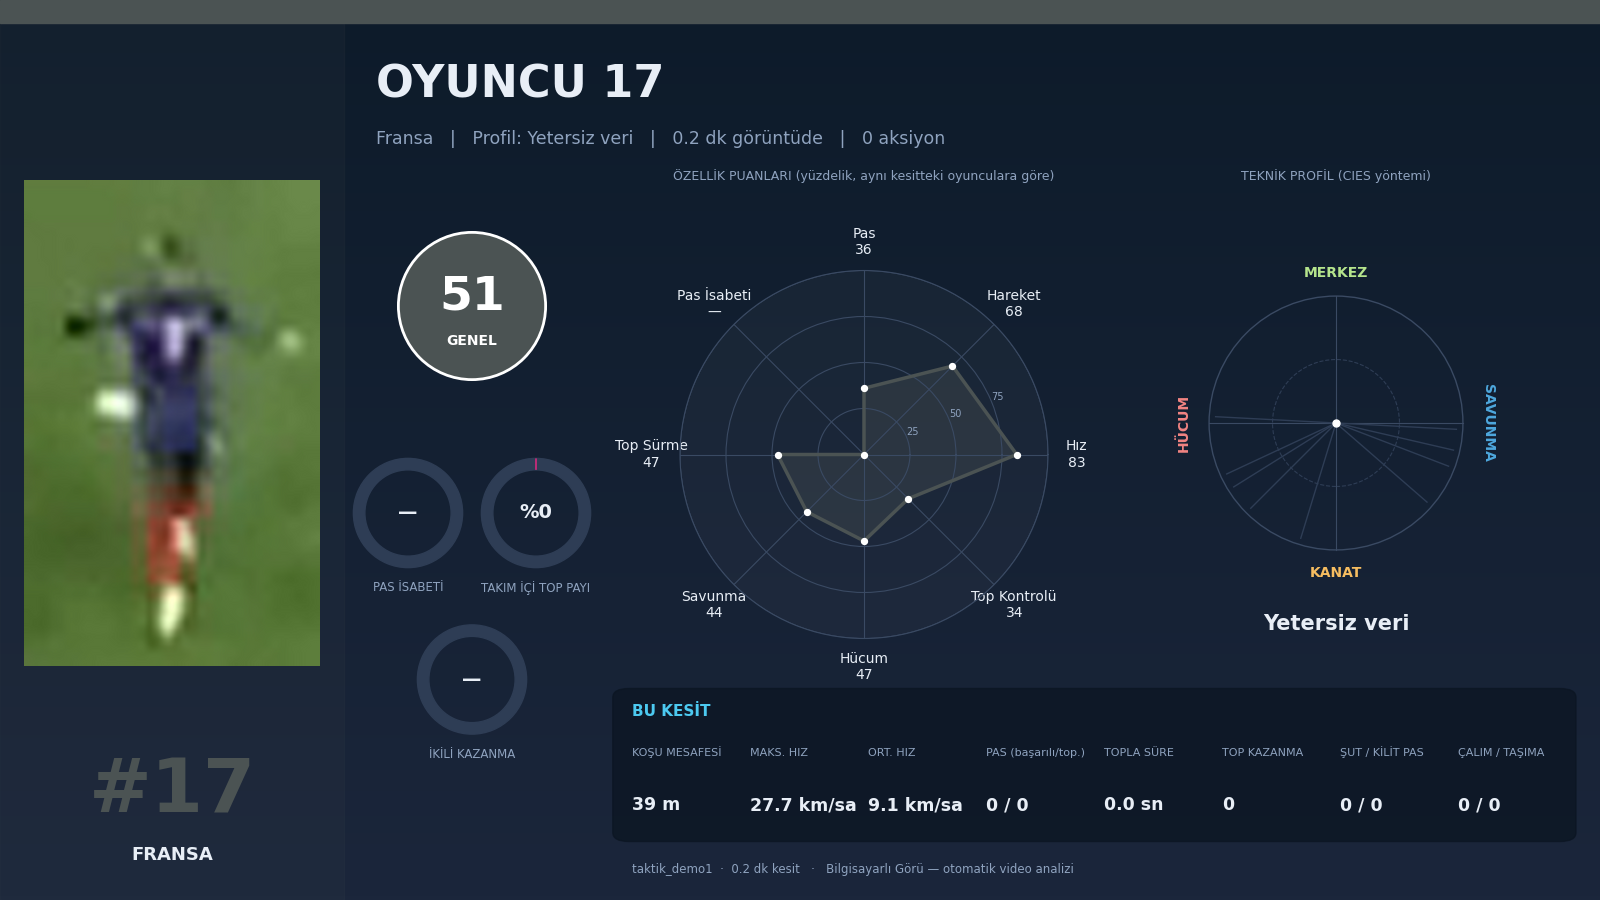 OYUNCU 17
Fransa | Profil: Yetersiz veri | 0.2 dk görüntüde | 0 aksiyon
ÖZELLİK PUANLARI (yüzdelik, aynı kesitteki oyunculara göre)
TEKNİK PROFİL (CIES yöntemi)
51
GENEL
—
PAS İSABETİ
%0
TAKIM İÇİ TOP PAYI
—
İKİLİ KAZANMA
Pas
36
Pas İsabeti
—
Hareket
68
75
50
25
Top Sürme
47
Hız
83
Savunma
44
Top Kontrolü
34
Hücum
47
MERKEZ
HÜCUM
SAVUNMA
KANAT
Yetersiz veri
#17
FRANSA
BU KESİT
KOŞU MESAFESİ MAKS. HIZ ORT. HIZ PAS (başarılı/top.) TOPLA SÜRE TOP KAZANMA ŞUT / KİLİT PAS ÇALIM / TAŞIMA
39 m 27.7 km/sa 9.1 km/sa 0 / 0 0.0 sn 0 0 / 0 0 / 0
taktik_demo1 · 0.2 dk kesit · Bilgisayarlı Görü — otomatik video analizi